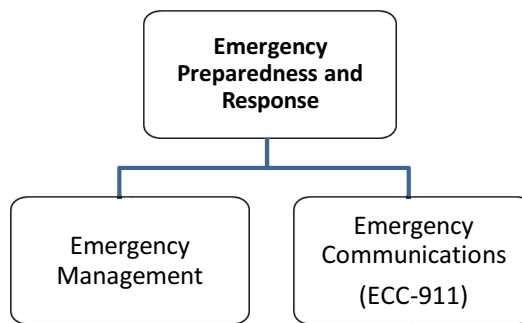 Emergency
Preparedness and
Response
Emergency
Management
Emergency
Communications
(ECC-911)